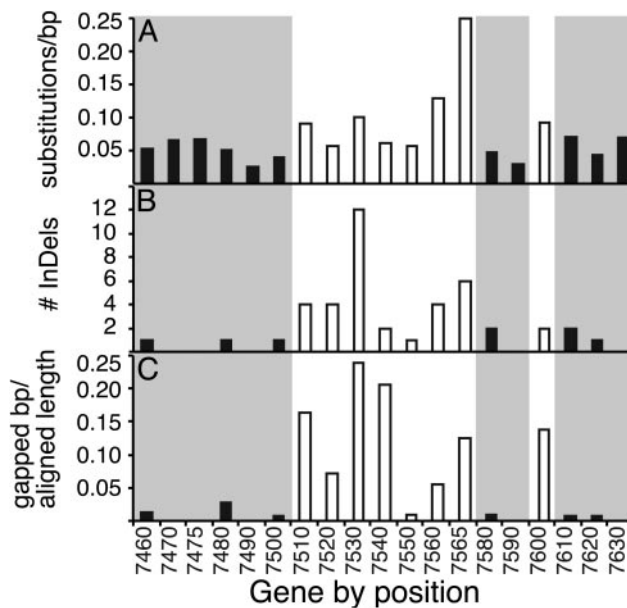 A
substitutions/bp
0.25
0.20
0.15
0.10
0.05
B
# InDels
12
10
8
6
4
2
C
gapped bp/
aligned length
0.25
0.20
0.15
0.10
0.05
7460 7470 7475 7480 7490 7500 7510 7520 7530 7540 7550 7560 7565 7580 7590 7600 7610 7620 7630
Gene by position